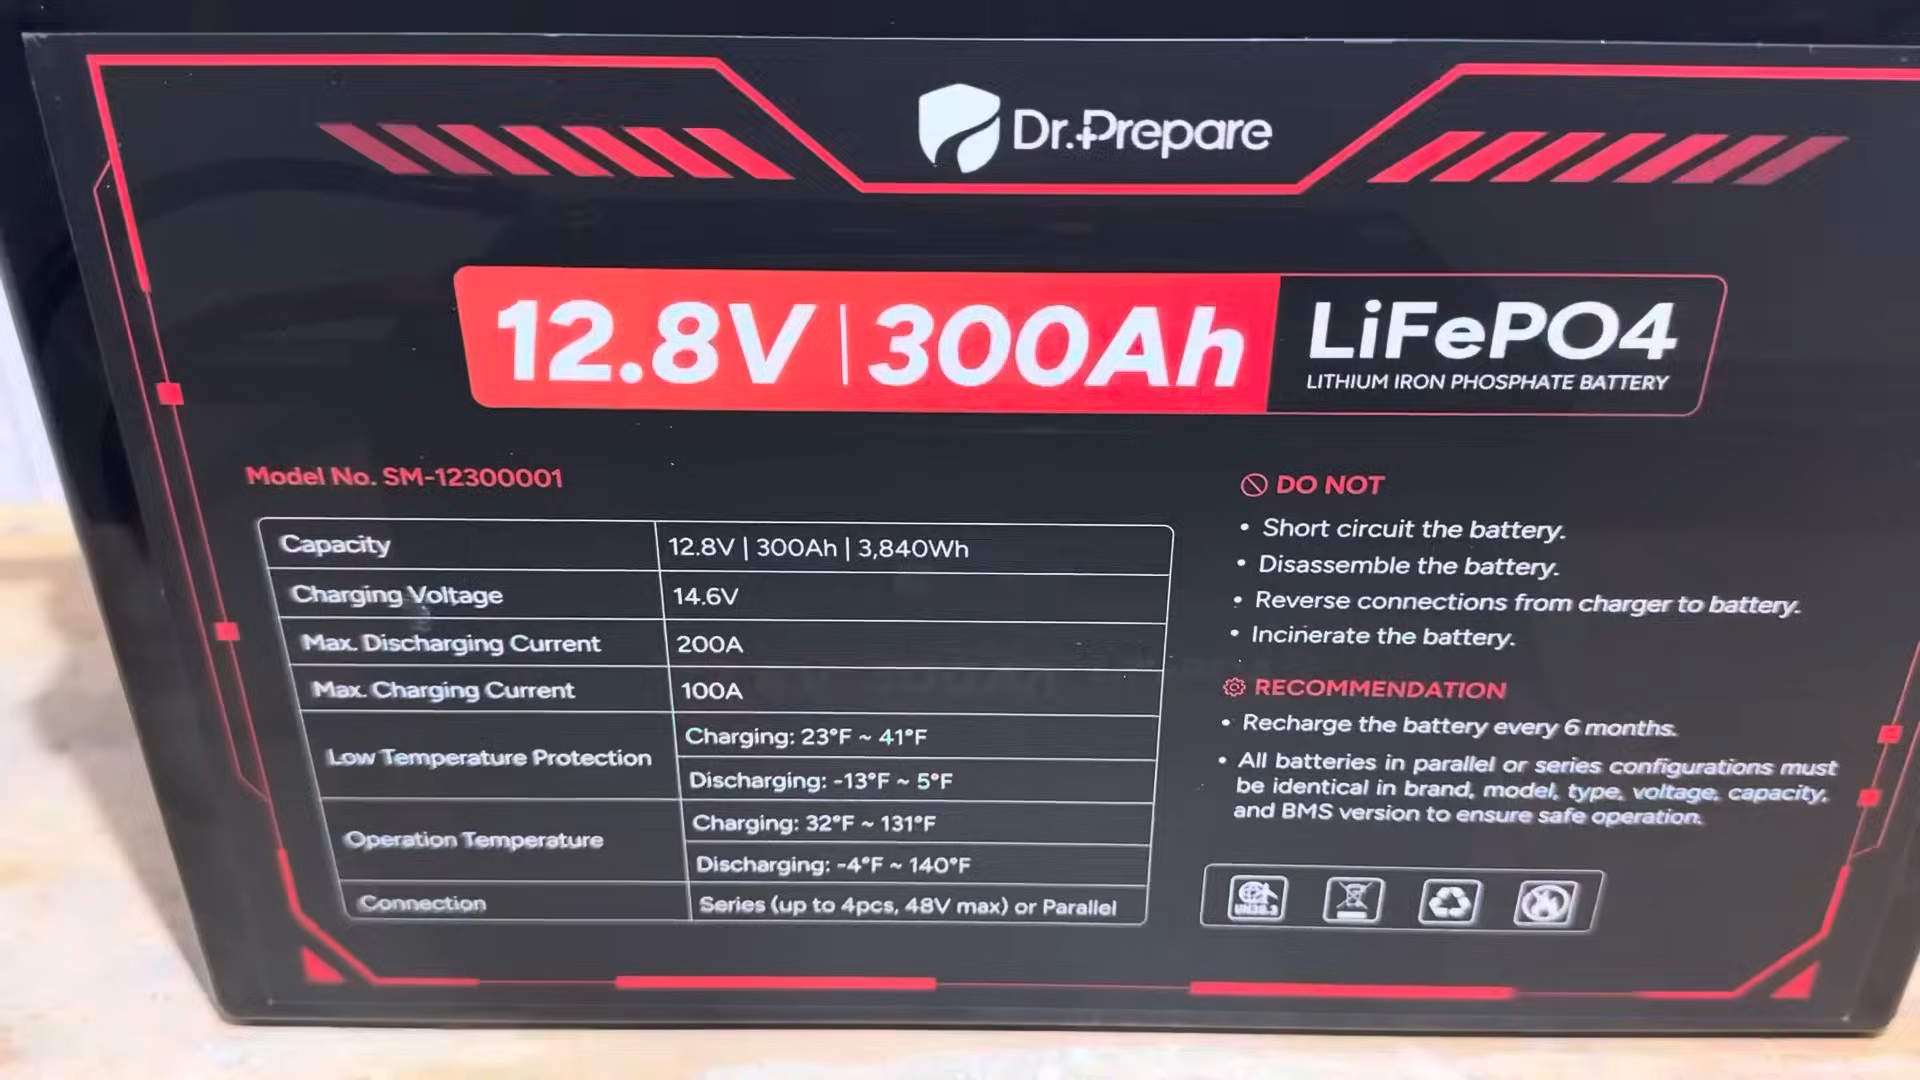 Dr.Prepare
12.8V | 300Ah
LiFePO4
LITHIUM IRON PHOSPHATE BATTERY
Model No. SM-12300001
Capacity 12.8V | 300Ah | 3,840Wh
Charging Voltage 14.6V
Max. Discharging Current 200A
Max. Charging Current 100A
Low Temperature Protection
Charging: 23°F ~ 41°F
Discharging: -13°F ~ 5°F
Operation Temperature
Charging: 32°F ~ 131°F
Discharging: -4°F ~ 140°F
Connection Series (up to 4pcs, 48V max) or Parallel
DO NOT
• Short circuit the battery.
• Disassemble the battery.
• Reverse connections from charger to battery.
• Incinerate the battery.
RECOMMENDATION
• Recharge the battery every 6 months.
• All batteries in parallel or series configurations must
be identical in brand, model, type, voltage, capacity,
and BMS version to ensure safe operation.
UN38.3